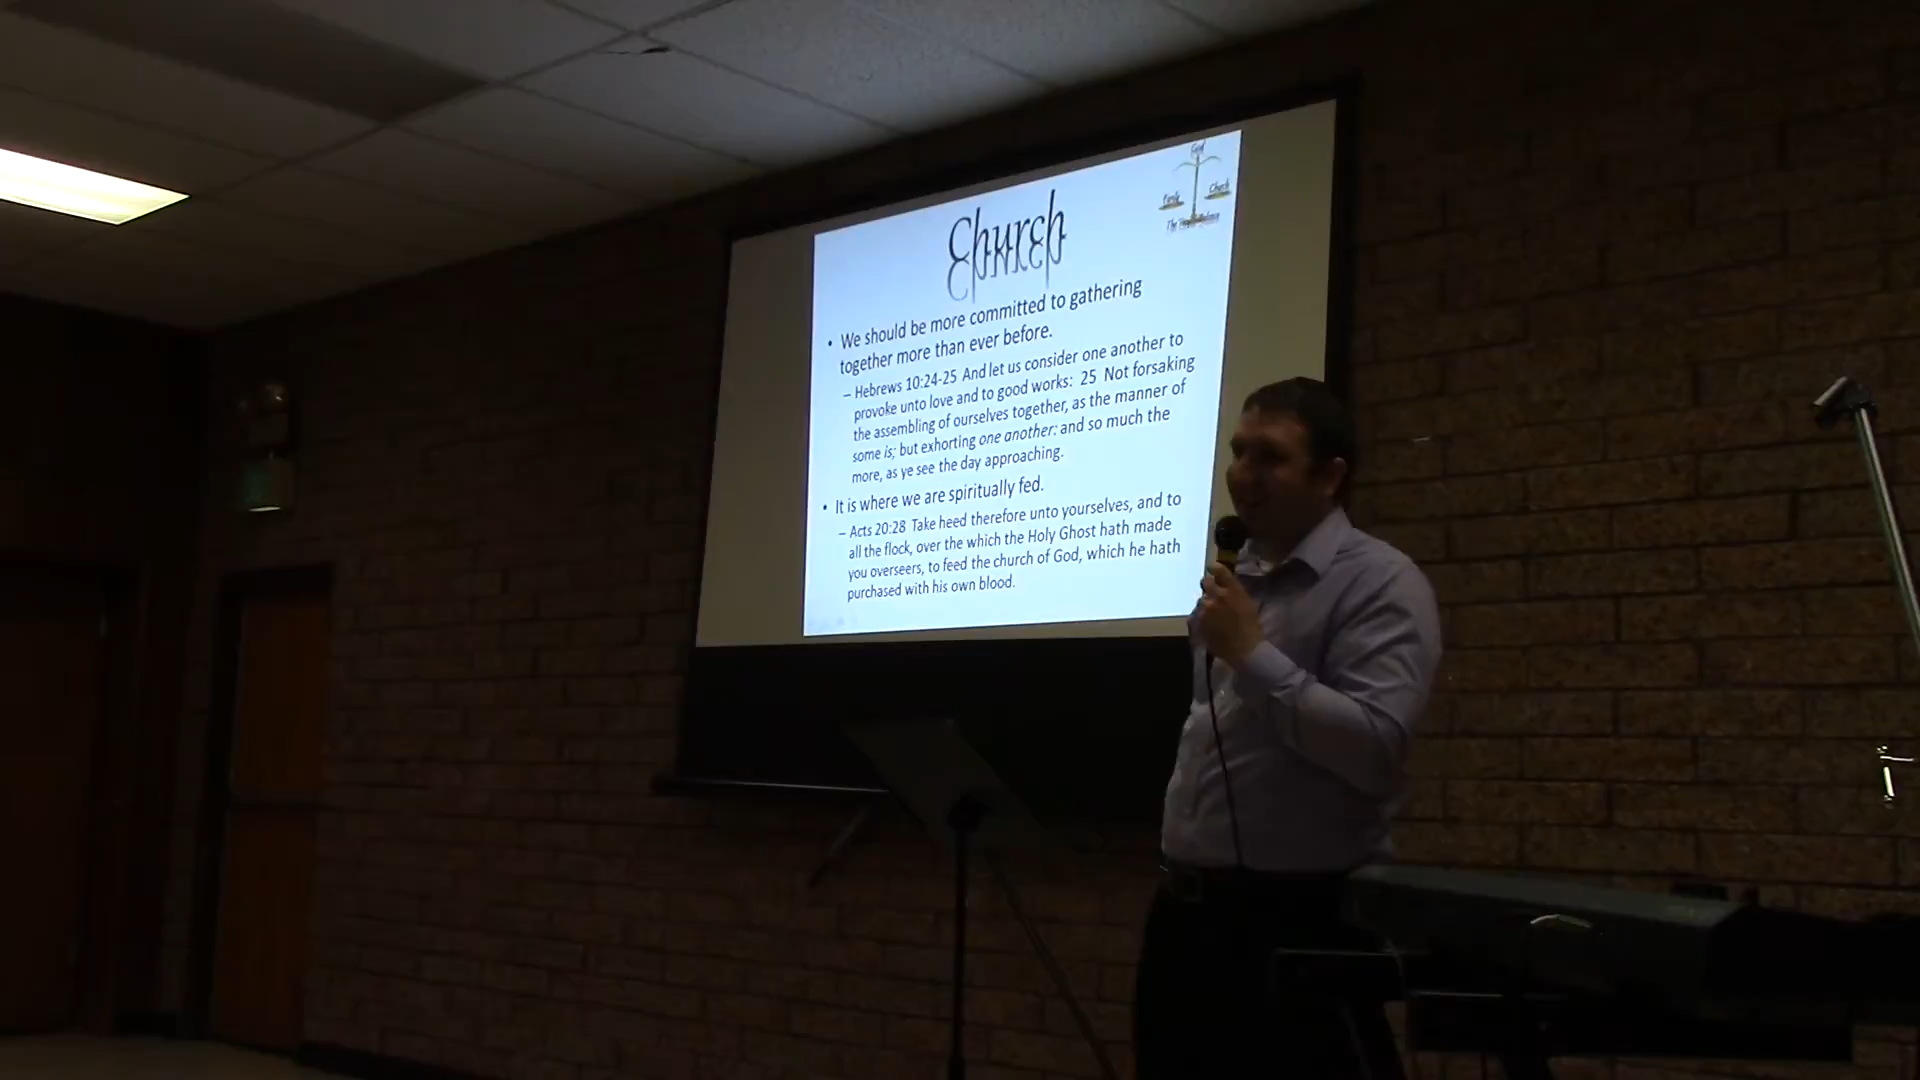 God
Family
Church
Church
• We should be more committed to gathering
together more than ever before.
– Hebrews 10:24-25 And let us consider one another to
provoke unto love and to good works: 25 Not forsaking
the assembling of ourselves together, as the manner of
some is; but exhorting one another: and so much the
more, as ye see the day approaching.
• It is where we are spiritually fed.
– Acts 20:28 Take heed therefore unto yourselves, and to
all the flock, over the which the Holy Ghost hath made
you overseers, to feed the church of God, which he hath
purchased with his own blood.